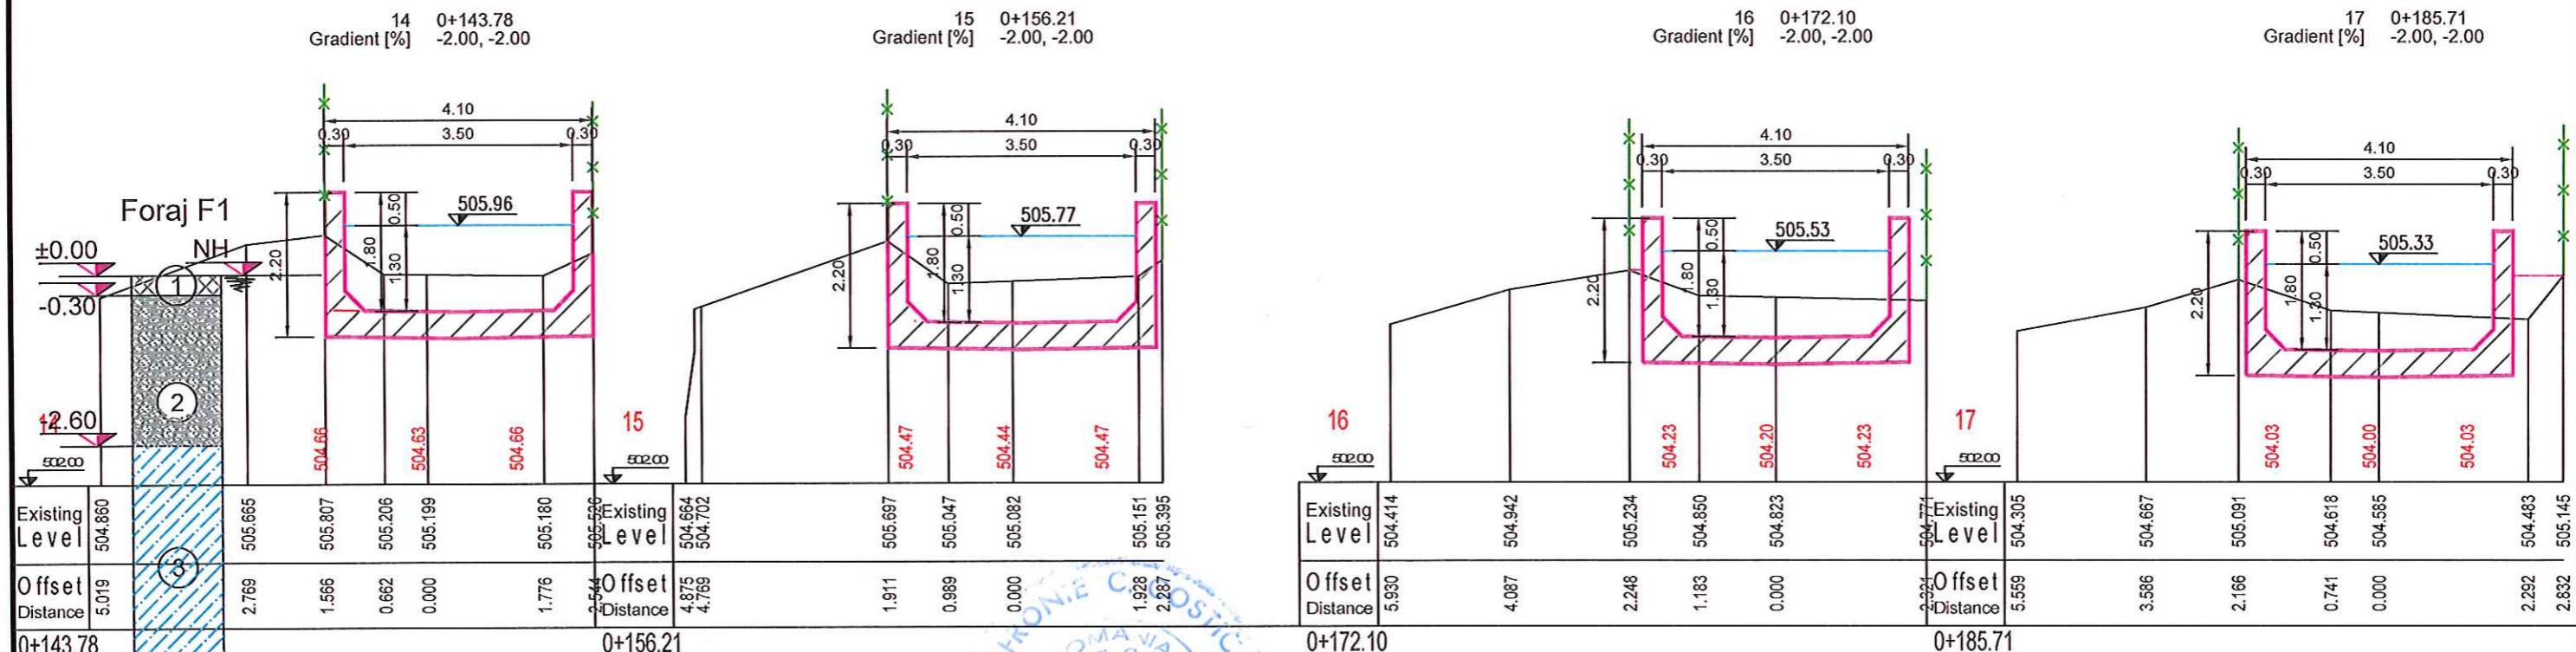 14 0+143.78
Gradient [%] -2.00, -2.00
15 0+156.21
Gradient [%] -2.00, -2.00
16 0+172.10
Gradient [%] -2.00, -2.00
17 0+185.71
Gradient [%] -2.00, -2.00
Foraj F1
NH
±0.00
-0.30
-2.60
1
2
3
14
4.10
0.30 3.50 0.30
505.96
2.20
1.80
0.50
1.30
504.66 504.63 504.66
502.00
Existing Level 504.860 505.665 505.807 505.206 505.199 505.180
Offset Distance 5.019 2.769 1.566 0.662 0.000 1.776 2.544
0+143.78
15
4.10
0.30 3.50 0.30
505.77
2.20
1.80
0.50
1.30
504.47 504.44 504.47
502.00
Existing Level 504.664 504.702 505.697 505.047 505.082 505.151 505.395
Offset Distance 4.875 4.769 1.911 0.989 0.000 1.928 2.287
0+156.21
16
4.10
0.30 3.50 0.30
505.53
2.20
1.80
0.50
1.30
504.23 504.20 504.23
502.00
Existing Level 504.414 504.942 505.234 504.850 504.823 504.771
Offset Distance 5.930 4.087 2.248 1.183 0.000
0+172.10
17
4.10
0.30 3.50 0.30
505.33
2.20
1.80
0.50
1.30
504.03 504.00 504.03
502.00
Existing Level 504.305 504.667 505.091 504.618 504.585 504.483 505.145
Offset Distance 5.559 3.586 2.166 0.741 0.000 2.292 2.832
0+185.71